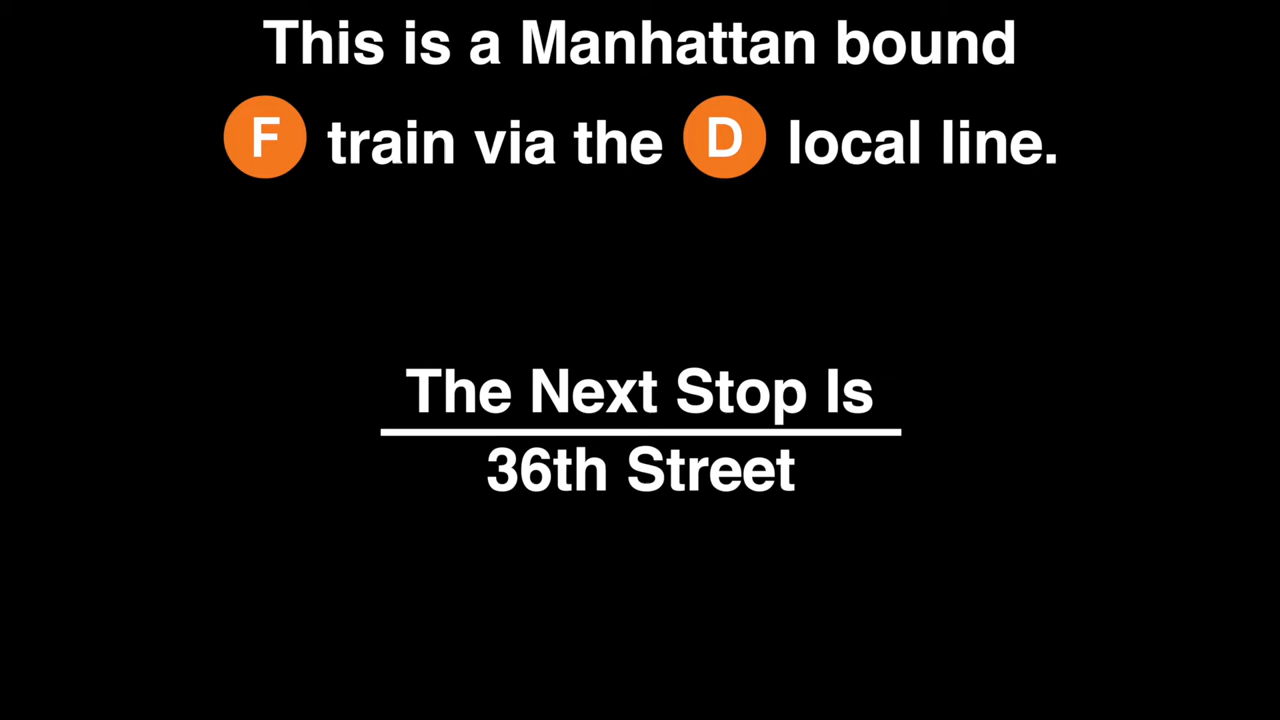 This is a Manhattan bound
F train via the D local line.
The Next Stop Is
36th Street